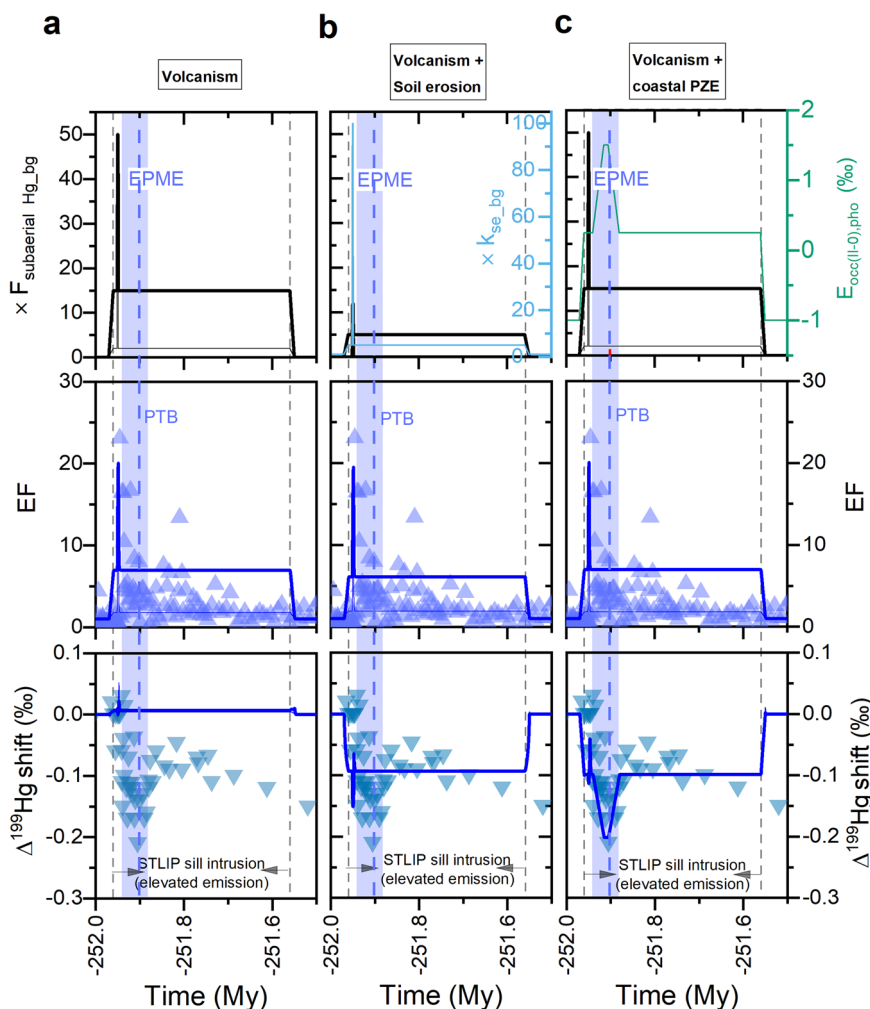 a
b
c
Volcanism
Volcanism +
Soil erosion
Volcanism +
coastal PZE
50
40
30
20
10
0
× F subaerial Hg_bg
EPME
100
80
60
40
20
0
× k se_bg
EPME
2
1
0
-1
E occ(II-0),pho (‰)
EPME
30
20
10
0
EF
PTB
PTB
PTB
30
20
10
0
EF
0.1
0.0
-0.1
-0.2
-0.3
Δ199Hg shift (‰)
STLIP sill intrusion
(elevated emission)
STLIP sill intrusion
(elevated emission)
STLIP sill intrusion
(elevated emission)
0.1
0.0
-0.1
-0.2
-0.3
Δ199Hg shift (‰)
-252.0
-251.8
-251.6
-252.0
-251.8
-251.6
-252.0
-251.8
-251.6
Time (My)
Time (My)
Time (My)